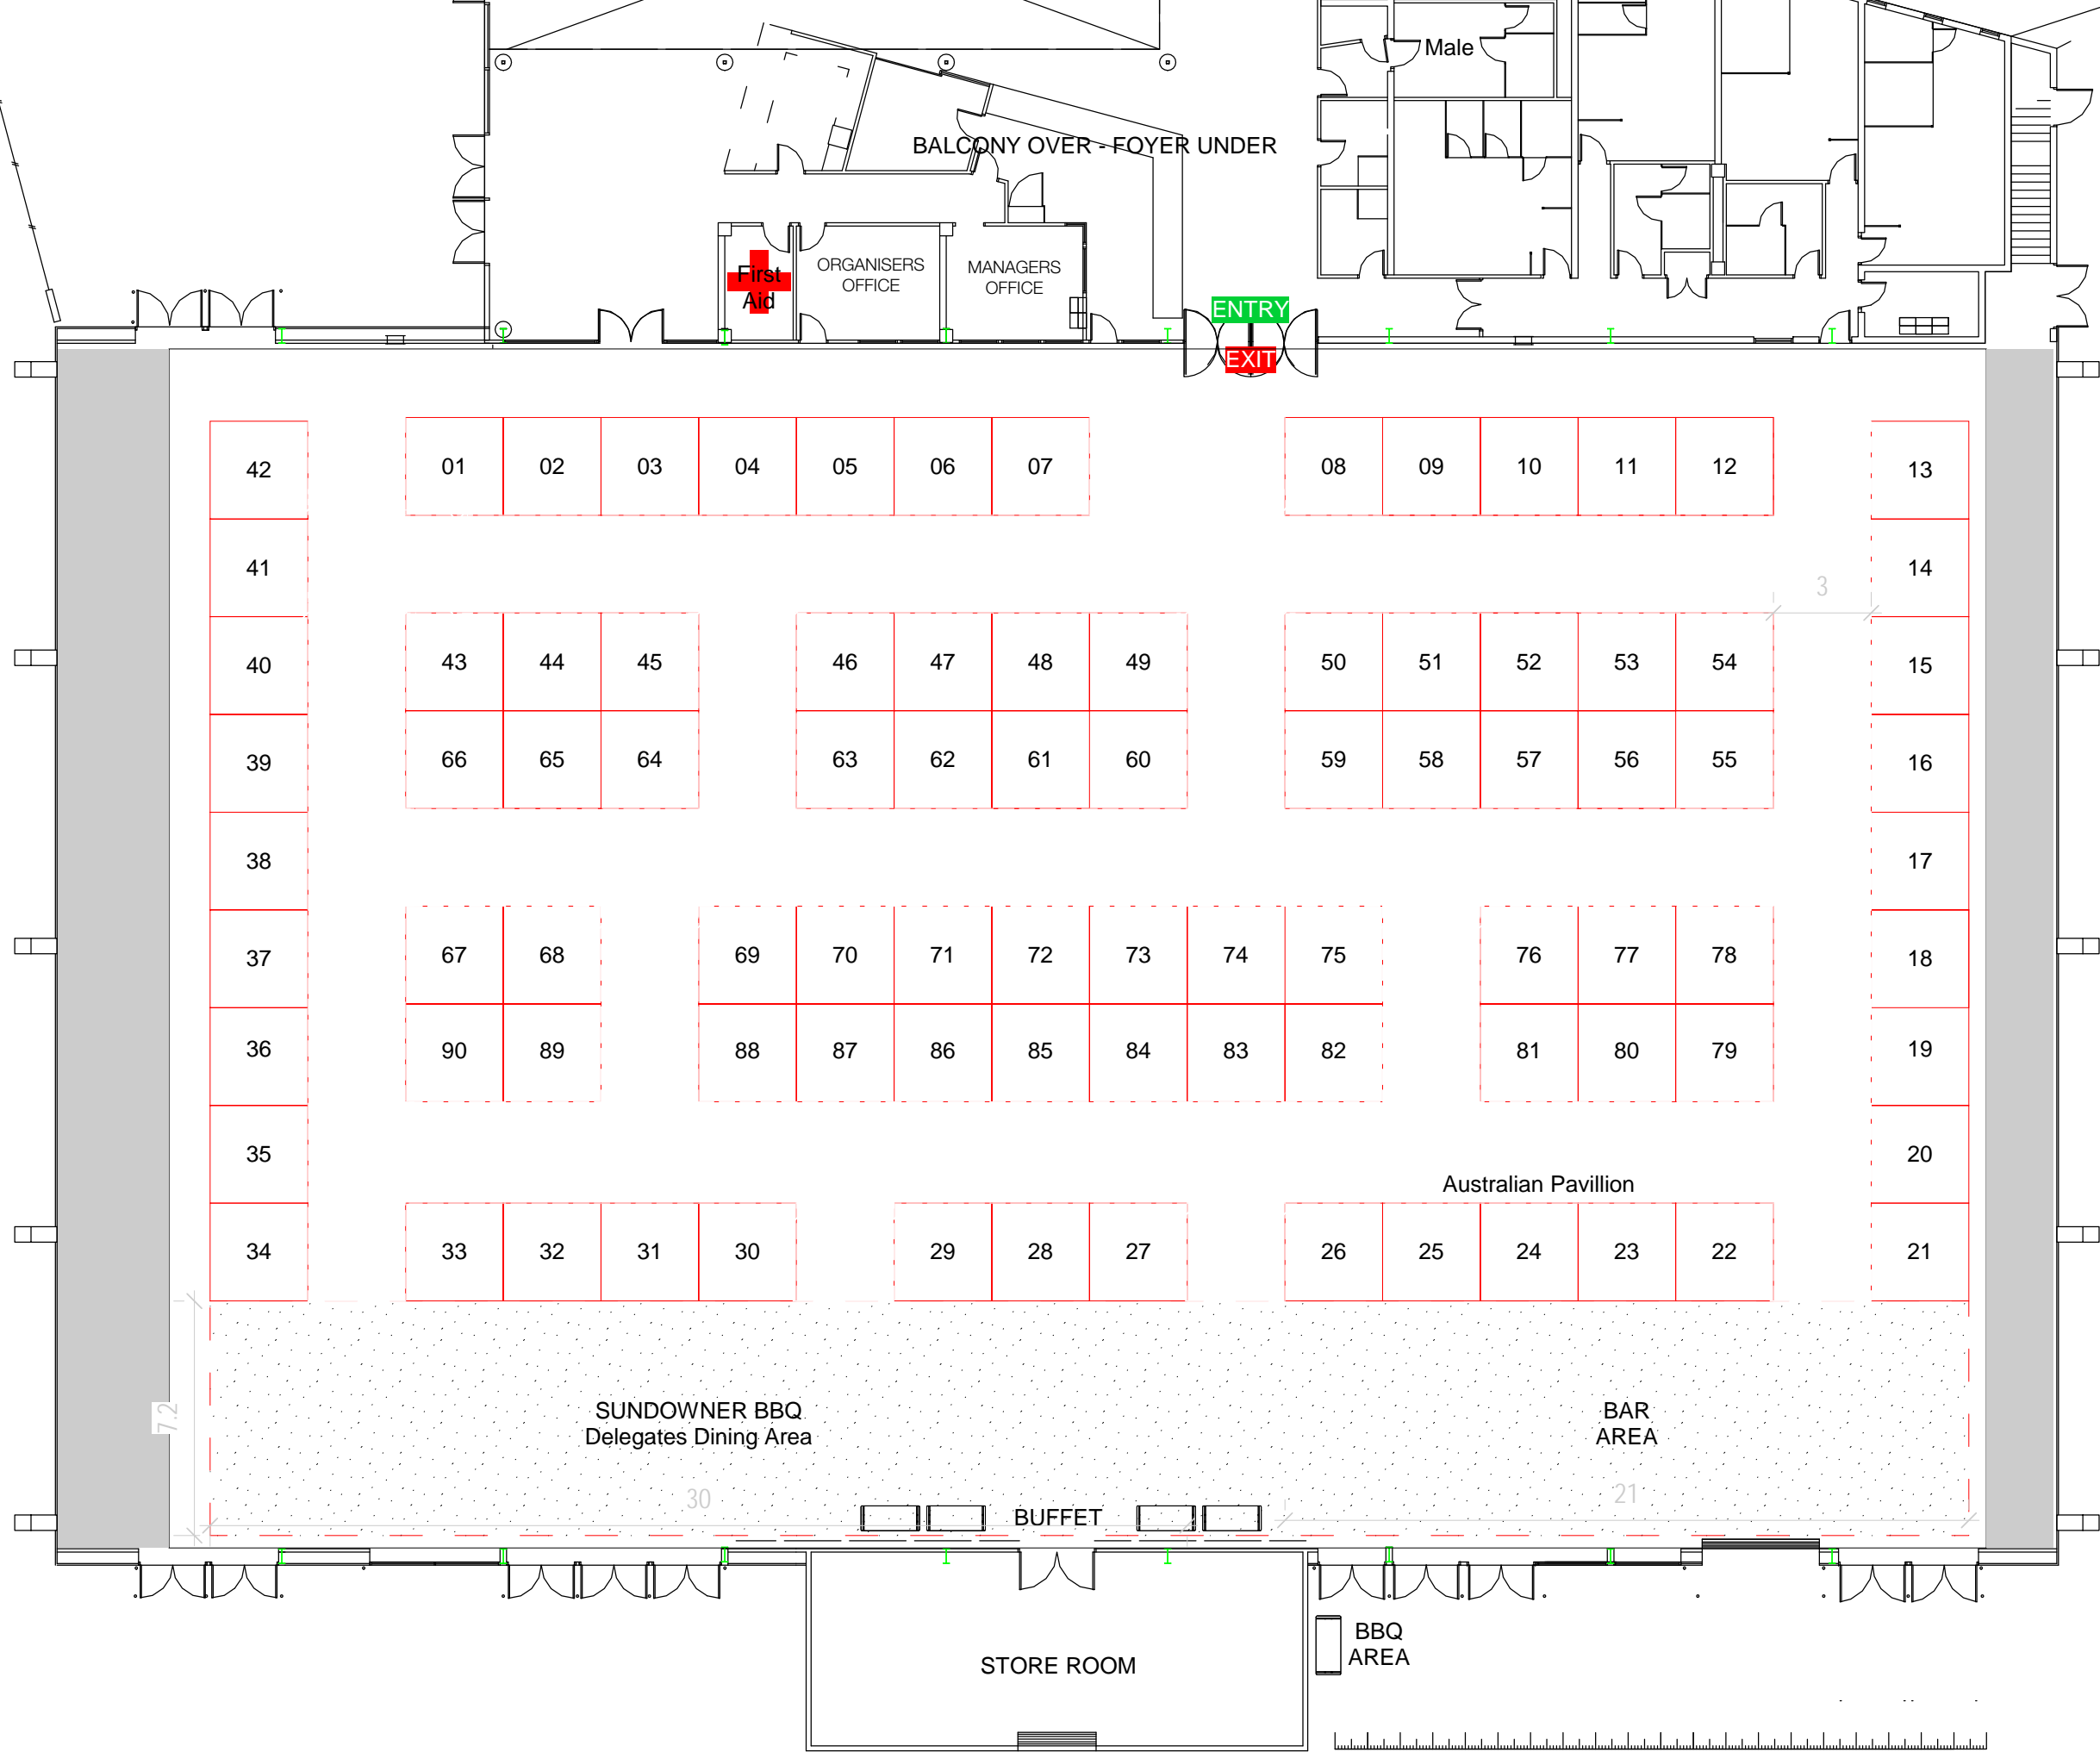 Male
BALCONY OVER - FOYER UNDER
First
Aid
ORGANISERS
OFFICE
MANAGERS
OFFICE
ENTRY
EXIT
42 01 02 03 04 05 06 07 08 09 10 11 12 13
41 14
3
40 43 44 45 46 47 48 49 50 51 52 53 54 15
39 66 65 64 63 62 61 60 59 58 57 56 55 16
38 17
37 67 68 69 70 71 72 73 74 75 76 77 78 18
36 90 89 88 87 86 85 84 83 82 81 80 79 19
35 20
Australian Pavillion
34 33 32 31 30 29 28 27 26 25 24 23 22 21
7.2
SUNDOWNER BBQ
Delegates Dining Area
BAR
AREA
30
21
BUFFET
BBQ
AREA
STORE ROOM